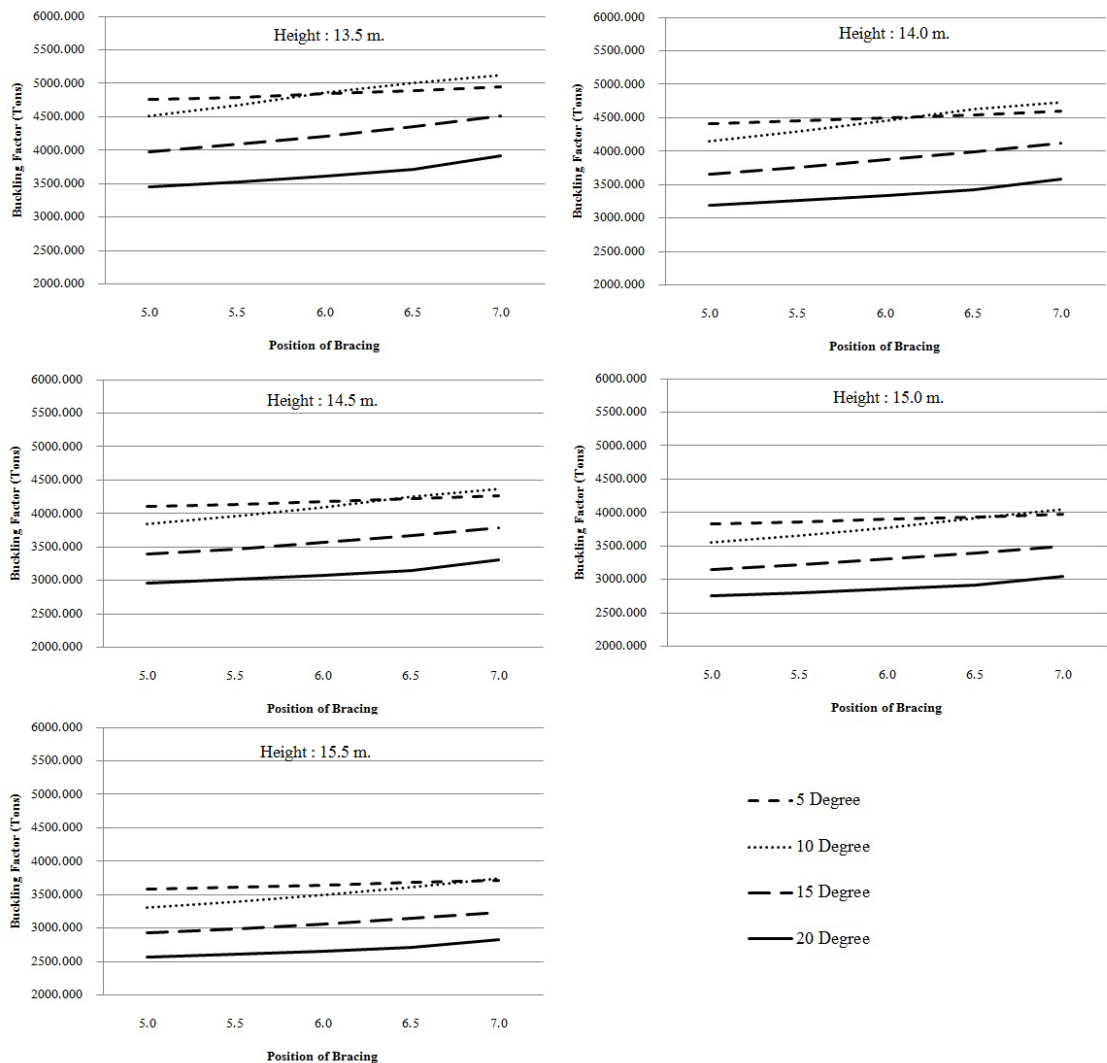 Height : 13.5 m.
Buckling Factor (Tons)
6000.000
5500.000
5000.000
4500.000
4000.000
3500.000
3000.000
2500.000
2000.000
5.0 5.5 6.0 6.5 7.0
Position of Bracing
Height : 14.0 m.
Buckling Factor (Tons)
6000.000
5500.000
5000.000
4500.000
4000.000
3500.000
3000.000
2500.000
2000.000
5.0 5.5 6.0 6.5 7.0
Position of Bracing
Height : 14.5 m.
Buckling Factor (Tons)
6000.000
5500.000
5000.000
4500.000
4000.000
3500.000
3000.000
2500.000
2000.000
5.0 5.5 6.0 6.5 7.0
Position of Bracing
Height : 15.0 m.
Buckling Factor (Tons)
6000.000
5500.000
5000.000
4500.000
4000.000
3500.000
3000.000
2500.000
2000.000
5.0 5.5 6.0 6.5 7.0
Position of Bracing
Height : 15.5 m.
Buckling Factor (Tons)
6000.000
5500.000
5000.000
4500.000
4000.000
3500.000
3000.000
2500.000
2000.000
5.0 5.5 6.0 6.5 7.0
Position of Bracing
5 Degree
10 Degree
15 Degree
20 Degree